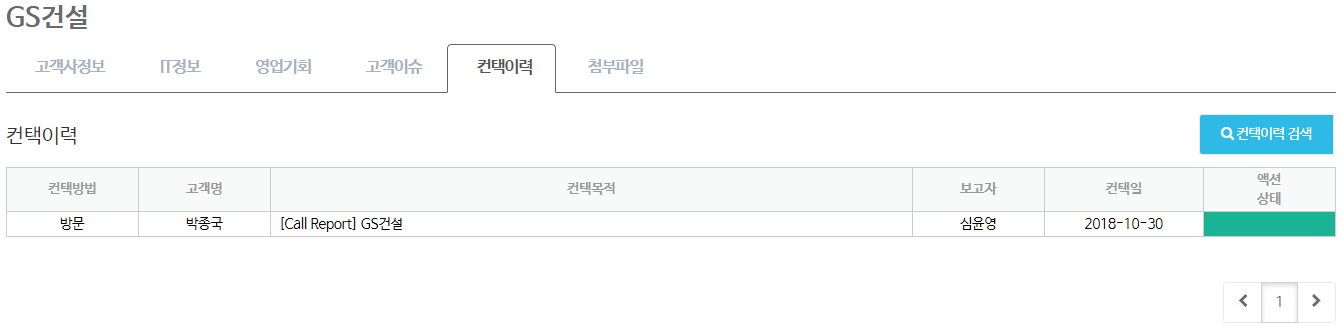 GS건설
고객사정보 IT정보 영업기회 고객이슈 컨택이력 첨부파일
컨택이력
컨택이력 검색
컨택방법 고객명 컨택목적 보고자 컨택일 액션
상태
방문 박종국 [Call Report] GS건설 심윤영 2018-10-30
1